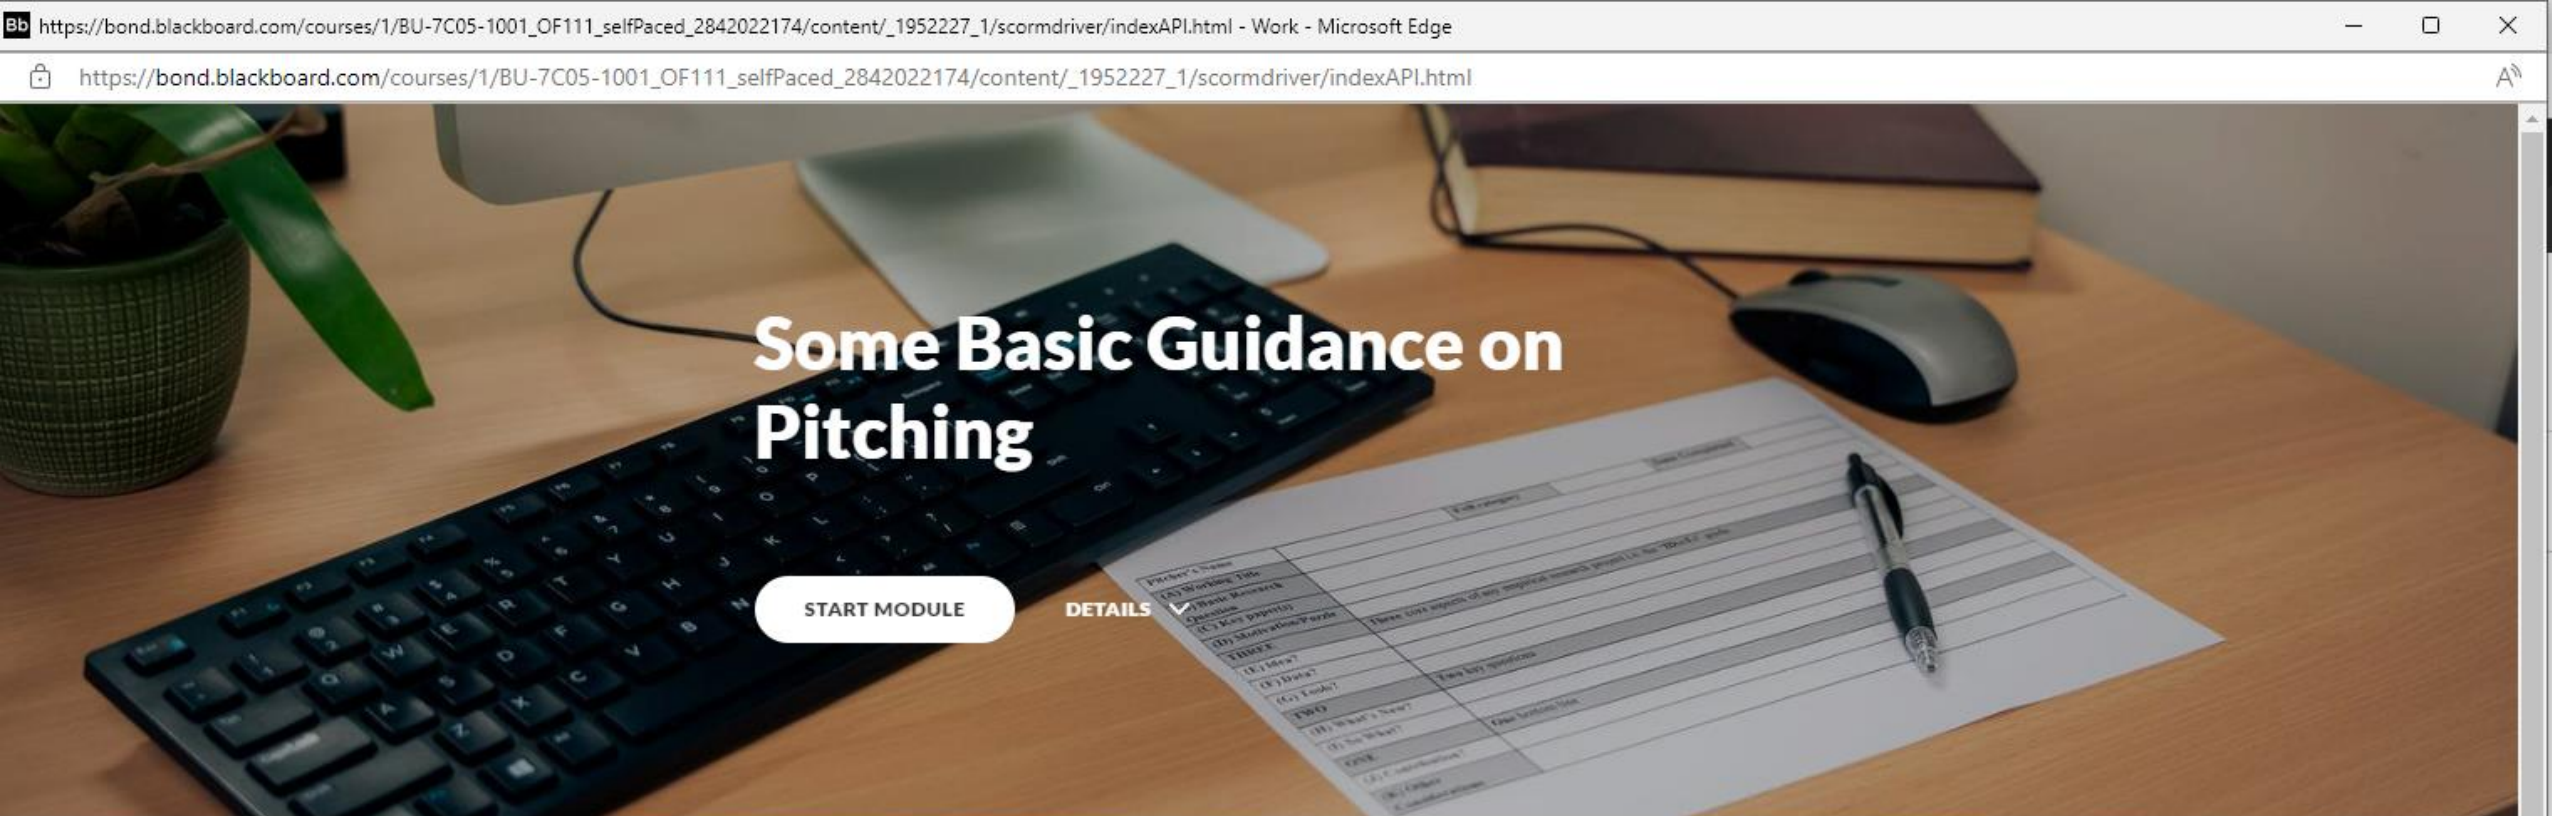 Bb https://bond.blackboard.com/courses/1/BU-7C05-1001_OF111_selfPaced_2842022174/content/_1952227_1/scormdriver/indexAPI.html - Work - Microsoft Edge
https://bond.blackboard.com/courses/1/BU-7C05-1001_OF111_selfPaced_2842022174/content/_1952227_1/scormdriver/indexAPI.html
Some Basic Guidance on
Pitching
START MODULE
DETAILS
Pitcher's Name
(A) Working Title
Basic Research
Question
(C) Key paper(s)
(D) Motivation/Puzzle
THREE
Three core aspects of any empirical research project i.e. the "IDioTs" guide
(E) Idea?
(F) Data?
(G) Tools?
TWO
Two key questions
(H) What's New?
(I) So What?
ONE
One bottom line
(J) Contribution?
(K) Other
Considerations